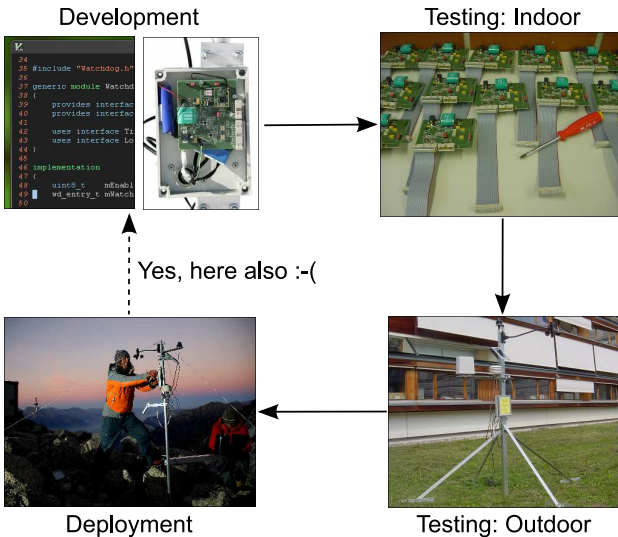 Development
Testing: Indoor
34
35 #include "Watchdog.h"
36
37 generic module Watchd
38 {
39 provides interfac
40 provides interfac
41
42 uses interface Ti
43 uses interface Lo
44 }
45
46 implementation
47 {
48 uint8_t mEnabl
49 wd_entry_t mWatch
50
Yes, here also :-(
Deployment
Testing: Outdoor